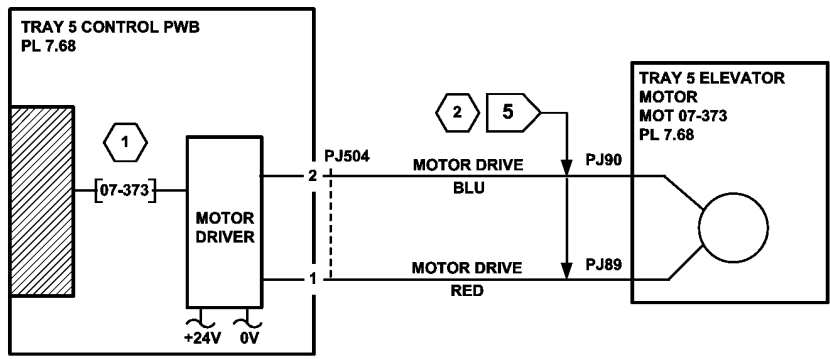 TRAY 5 CONTROL PWB
PL 7.68
1
[07-373]
MOTOR
DRIVER
+24V
0V
PJ504
2
1
2
5
MOTOR DRIVE
BLU
MOTOR DRIVE
RED
PJ90
PJ89
TRAY 5 ELEVATOR
MOTOR
MOT 07-373
PL 7.68